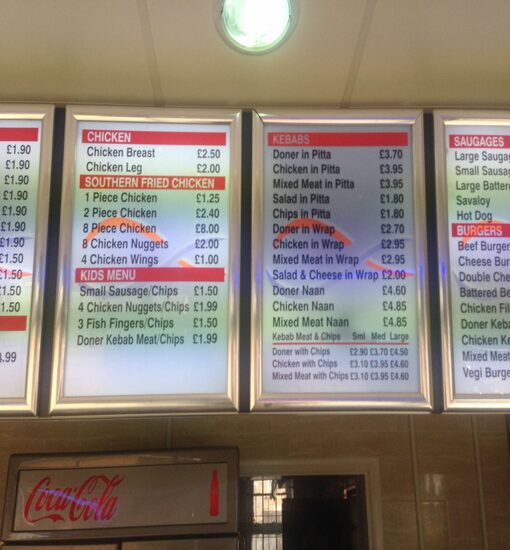 £1.90
£1.90
£1.90
£1.90
£1.90
£1.90
£1.90
£1.50
£1.50
£1.50
£1.50
4.99
CHICKEN
Chicken Breast £2.50
Chicken Leg £2.00
SOUTHERN FRIED CHICKEN
1 Piece Chicken £1.25
2 Piece Chicken £2.40
8 Piece Chicken £8.00
8 Chicken Nuggets £2.00
4 Chicken Wings £1.00
KIDS MENU
Small Sausage/Chips £1.50
4 Chicken Nuggets/Chips £1.99
3 Fish Fingers/Chips £1.50
Doner Kebab Meat/Chips £1.99
KEBABS
Doner in Pitta £3.70
Chicken in Pitta £3.95
Mixed Meat in Pitta £3.95
Salad in Pitta £1.80
Chips in Pitta £1.80
Doner in Wrap £2.70
Chicken in Wrap £2.95
Mixed Meat in Wrap £2.95
Salad & Cheese in Wrap £2.00
Doner Naan £4.60
Chicken Naan £4.85
Mixed Meat Naan £4.85
Kebab Meat & Chips Sml Med Large
Doner with Chips £2.90 £3.70 £4.50
Chicken with Chips £3.10 £3.95 £4.60
Mixed Meat with Chips £3.10 £3.95 £4.60
SAUGAGES
Large Sausag
Small Sausag
Large Battere
Savaloy
Hot Dog
BURGERS
Beef Burger
Cheese Bur
Double Che
Battered Be
Chicken Fil
Doner Keba
Chicken Ke
Mixed Meat
Vegi Burge
Coca-Cola